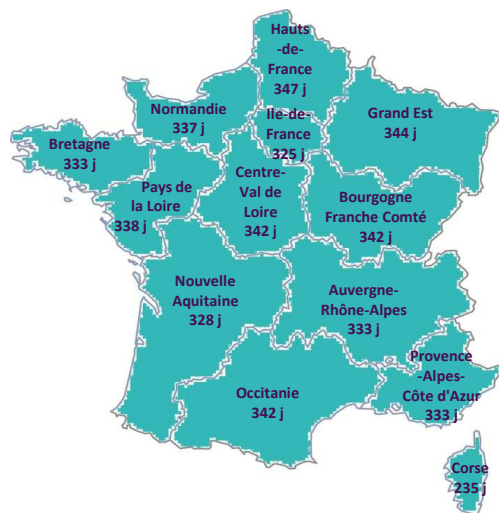 Hauts
-de-
France
347 j
Normandie
337 j
Ile-de-
France
325 j
Grand Est
344 j
Bretagne
333 j
Pays de
la Loire
338 j
Centre-
Val de
Loire
342 j
Bourgogne
Franche Comté
342 j
Nouvelle
Aquitaine
328 j
Auvergne-
Rhône-Alpes
333 j
Provence
-Alpes-
Côte d'Azur
333 j
Occitanie
342 j
Corse
235 j